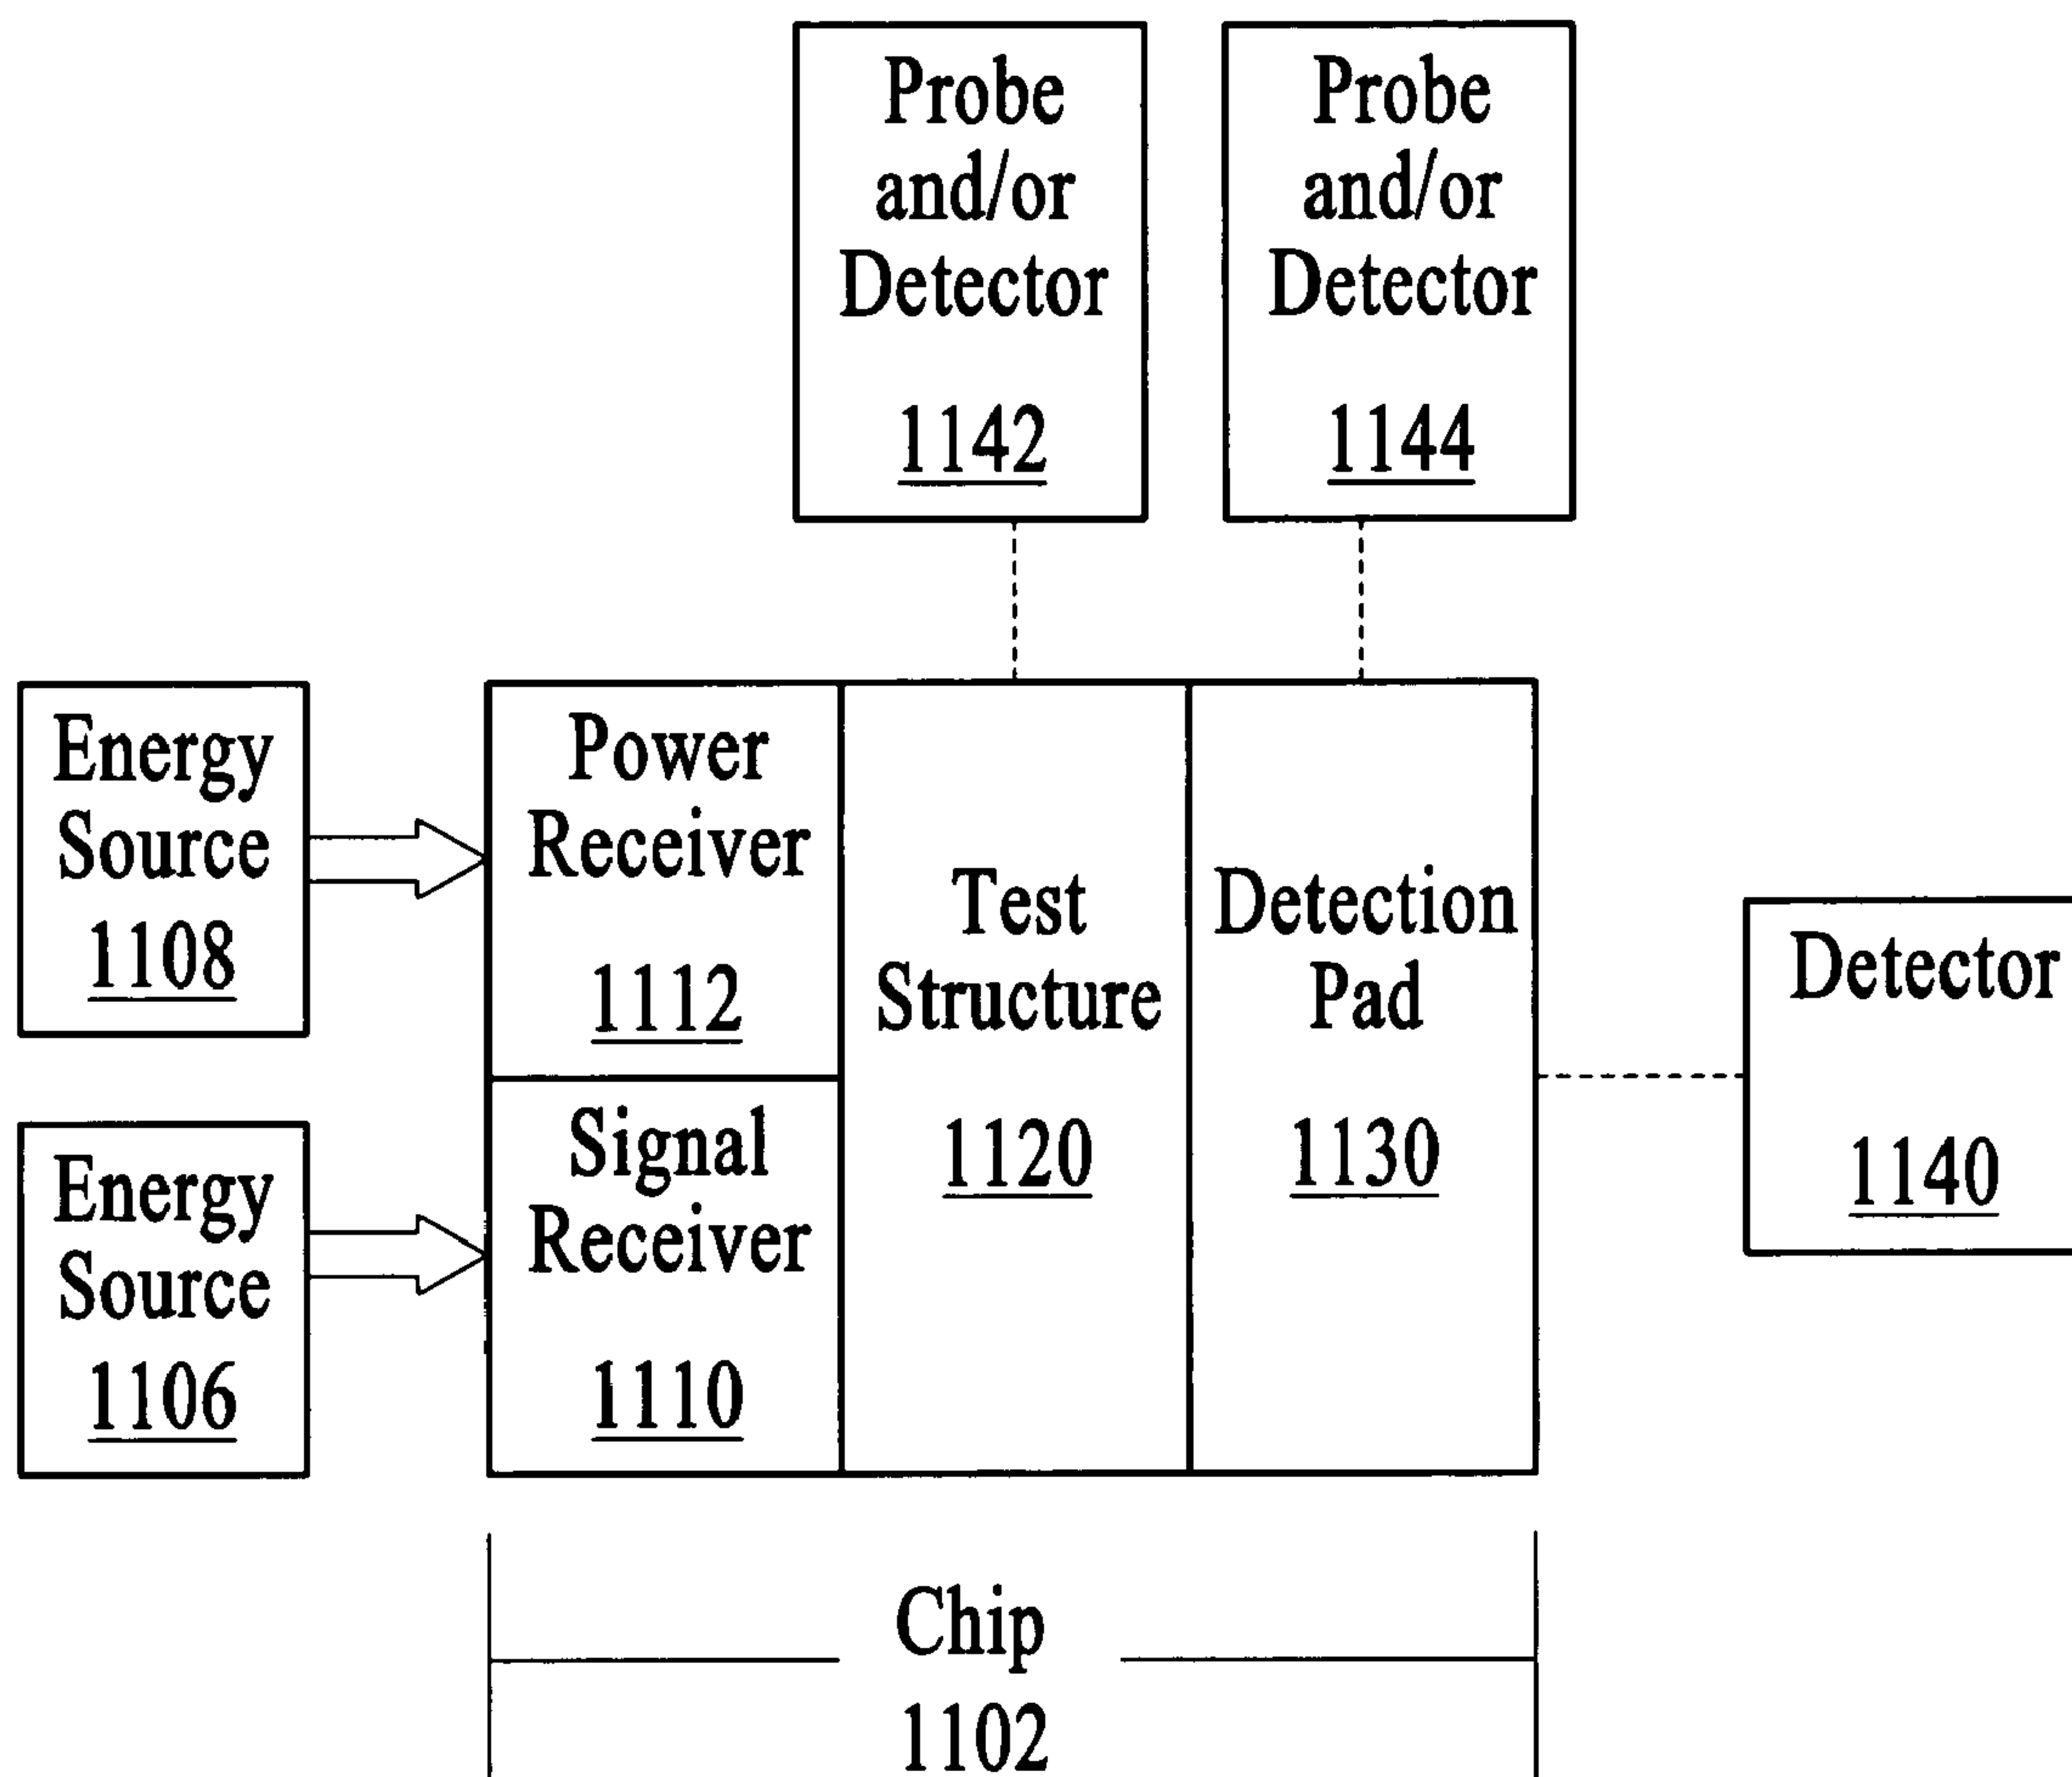 Probe
and/or
Detector
1142
Probe
and/or
Detector
1144
Energy
Source
1108
Energy
Source
1106
Power
Receiver
1112
Signal
Receiver
1110
Test
Structure
1120
Detection
Pad
1130
Detector
1140
Chip
1102